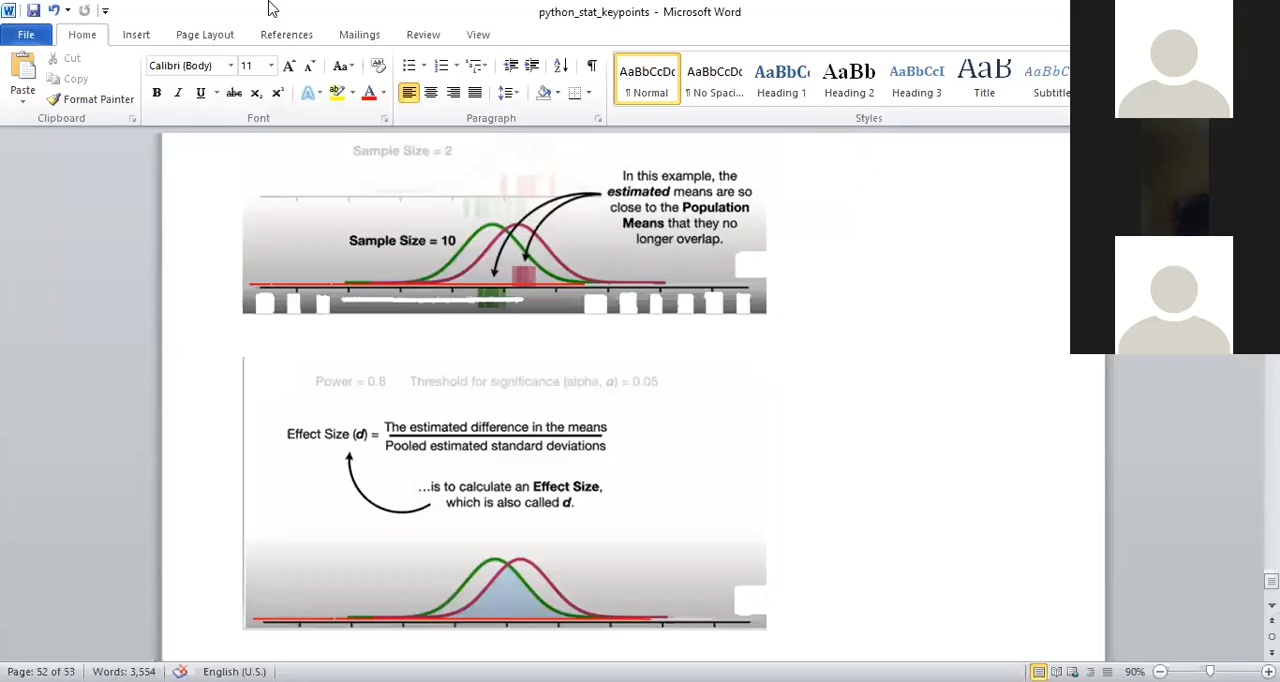 python_stat_keypoints - Microsoft Word
File Home Insert Page Layout References Mailings Review View
Paste
Cut
Copy
Format Painter
Clipboard
Calibri (Body) 11
Font
Paragraph
AaBbCcDc AaBbCcDc AaBbCc AaBb AaBbCcI AaB AaBbCc
¶ Normal ¶ No Spaci... Heading 1 Heading 2 Heading 3 Title Subtitle
Styles
Sample Size = 2
In this example, the
estimated means are so
close to the Population
Means that they no
longer overlap.
Sample Size = 10
Power = 0.8 Threshold for significance (alpha, α) = 0.05
Effect Size (d) = The estimated difference in the means
Pooled estimated standard deviations
...is to calculate an Effect Size,
which is also called d.
Page: 52 of 53 Words: 3,554 English (U.S.) 90%